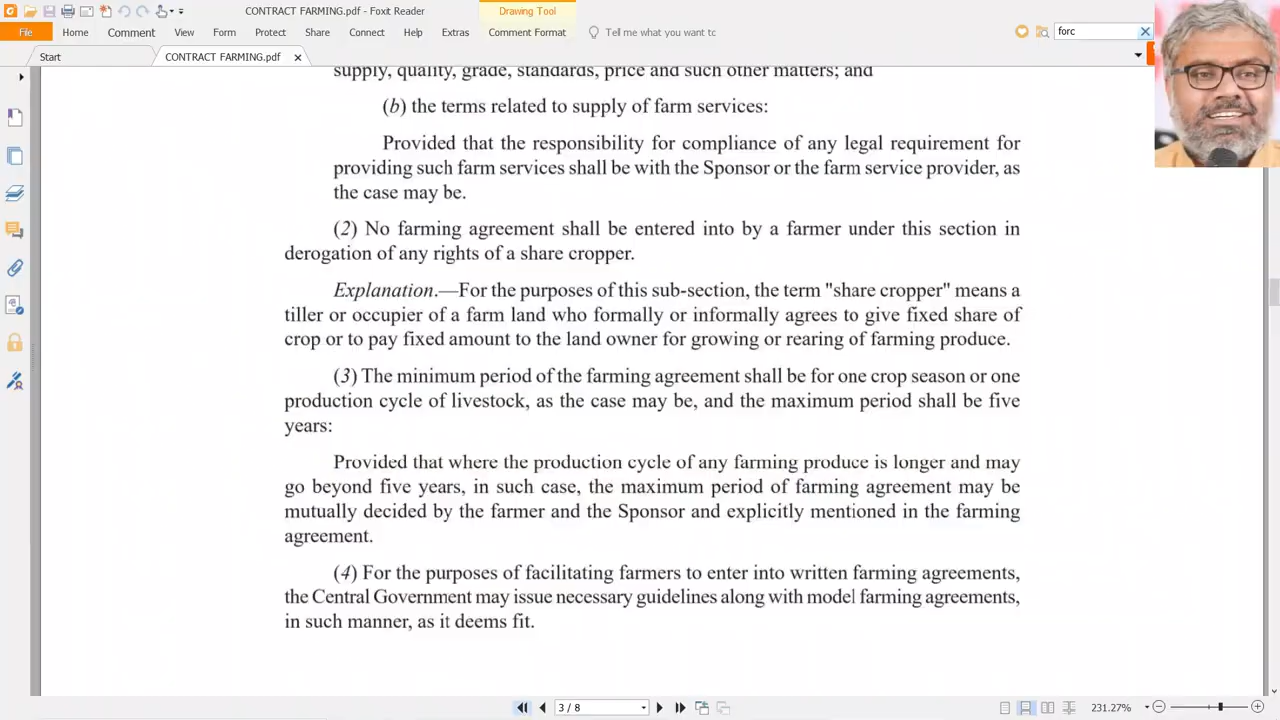 CONTRACT FARMING.pdf - Foxit Reader
Drawing Tool
File Home Comment View Form Protect Share Connect Help Extras Comment Format Tell me what you want tc forc
Start CONTRACT FARMING.pdf
supply, quality, grade, standards, price and such other matters; and
(b) the terms related to supply of farm services:
Provided that the responsibility for compliance of any legal requirement for
providing such farm services shall be with the Sponsor or the farm service provider, as
the case may be.
(2) No farming agreement shall be entered into by a farmer under this section in
derogation of any rights of a share cropper.
Explanation.—For the purposes of this sub-section, the term "share cropper" means a
tiller or occupier of a farm land who formally or informally agrees to give fixed share of
crop or to pay fixed amount to the land owner for growing or rearing of farming produce.
(3) The minimum period of the farming agreement shall be for one crop season or one
production cycle of livestock, as the case may be, and the maximum period shall be five
years:
Provided that where the production cycle of any farming produce is longer and may
go beyond five years, in such case, the maximum period of farming agreement may be
mutually decided by the farmer and the Sponsor and explicitly mentioned in the farming
agreement.
(4) For the purposes of facilitating farmers to enter into written farming agreements,
the Central Government may issue necessary guidelines along with model farming agreements,
in such manner, as it deems fit.
3 / 8 231.27%